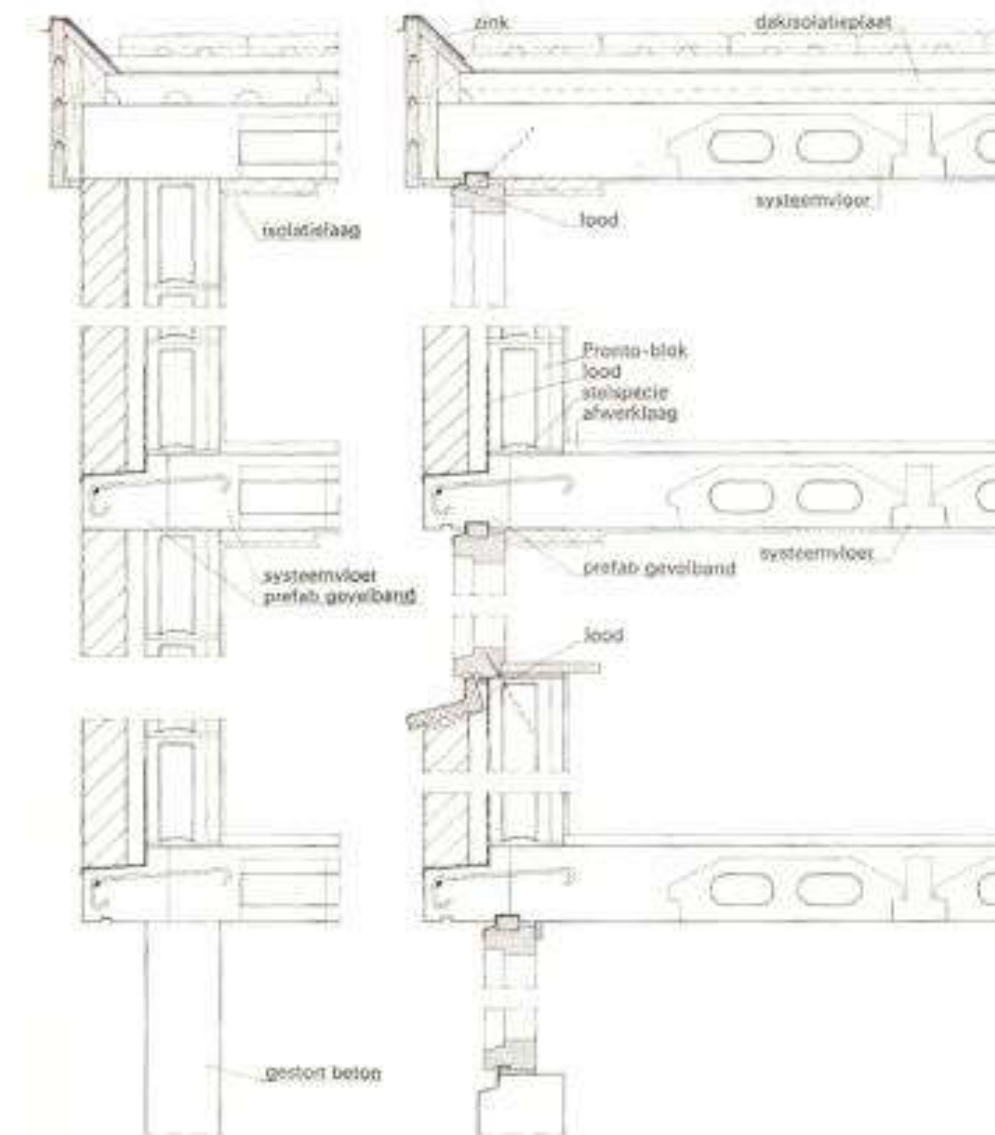 zink
dakisolatieplaat
isolatielaag
lood
systeemvloer
Pronto-blok
lood
stelspecie
afwerklaag
systeemvloer
prefab gevelband
prefab gevelband
systeemvloer
lood
gestort beton